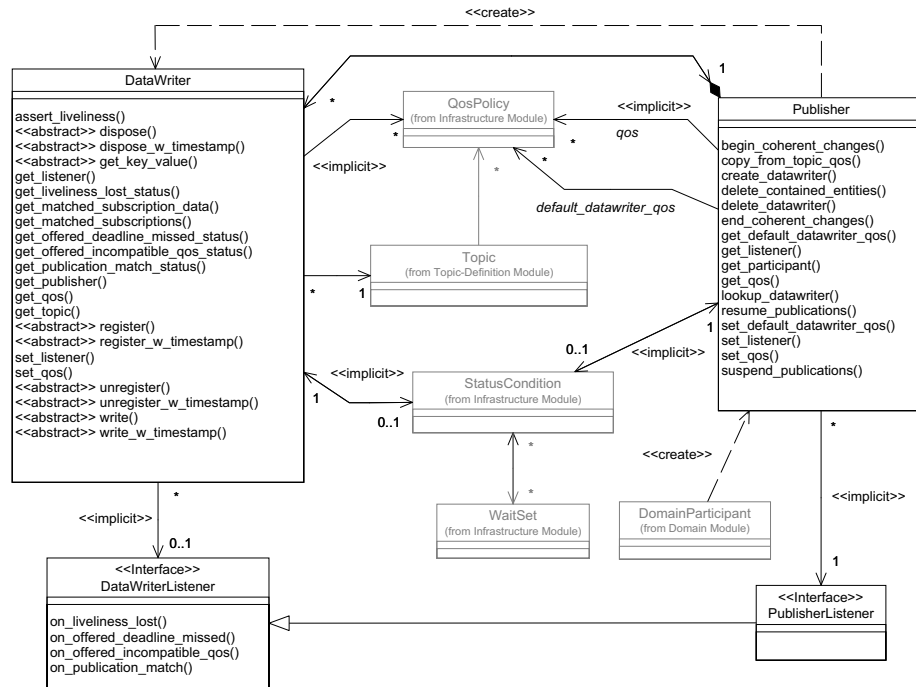 <<create>>
DataWriter
assert_liveliness()
<<abstract>> dispose()
<<abstract>> dispose_w_timestamp()
<<abstract>> get_key_value()
get_listener()
get_liveliness_lost_status()
get_matched_subscription_data()
get_matched_subscriptions()
get_offered_deadline_missed_status()
get_offered_incompatible_qos_status()
get_publication_match_status()
get_publisher()
get_qos()
get_topic()
<<abstract>> register()
<<abstract>> register_w_timestamp()
set_listener()
set_qos()
<<abstract>> unregister()
<<abstract>> unregister_w_timestamp()
<<abstract>> write()
<<abstract>> write_w_timestamp()
*
1
QosPolicy
(from Infrastructure Module)
*
*
*
*
<<implicit>>
<<implicit>>
qos
default_datawriter_qos
Publisher
begin_coherent_changes()
copy_from_topic_qos()
create_datawriter()
delete_contained_entities()
delete_datawriter()
end_coherent_changes()
get_default_datawriter_qos()
get_listener()
get_participant()
get_qos()
lookup_datawriter()
resume_publications()
set_default_datawriter_qos()
set_listener()
set_qos()
suspend_publications()
Topic
(from Topic-Definition Module)
*
1
1
0..1
<<implicit>>
StatusCondition
(from Infrastructure Module)
<<implicit>>
1
0..1
*
*
WaitSet
(from Infrastructure Module)
<<create>>
DomainParticipant
(from Domain Module)
*
<<implicit>>
0..1
*
<<implicit>>
1
<<Interface>>
DataWriterListener
on_liveliness_lost()
on_offered_deadline_missed()
on_offered_incompatible_qos()
on_publication_match()
<<Interface>>
PublisherListener